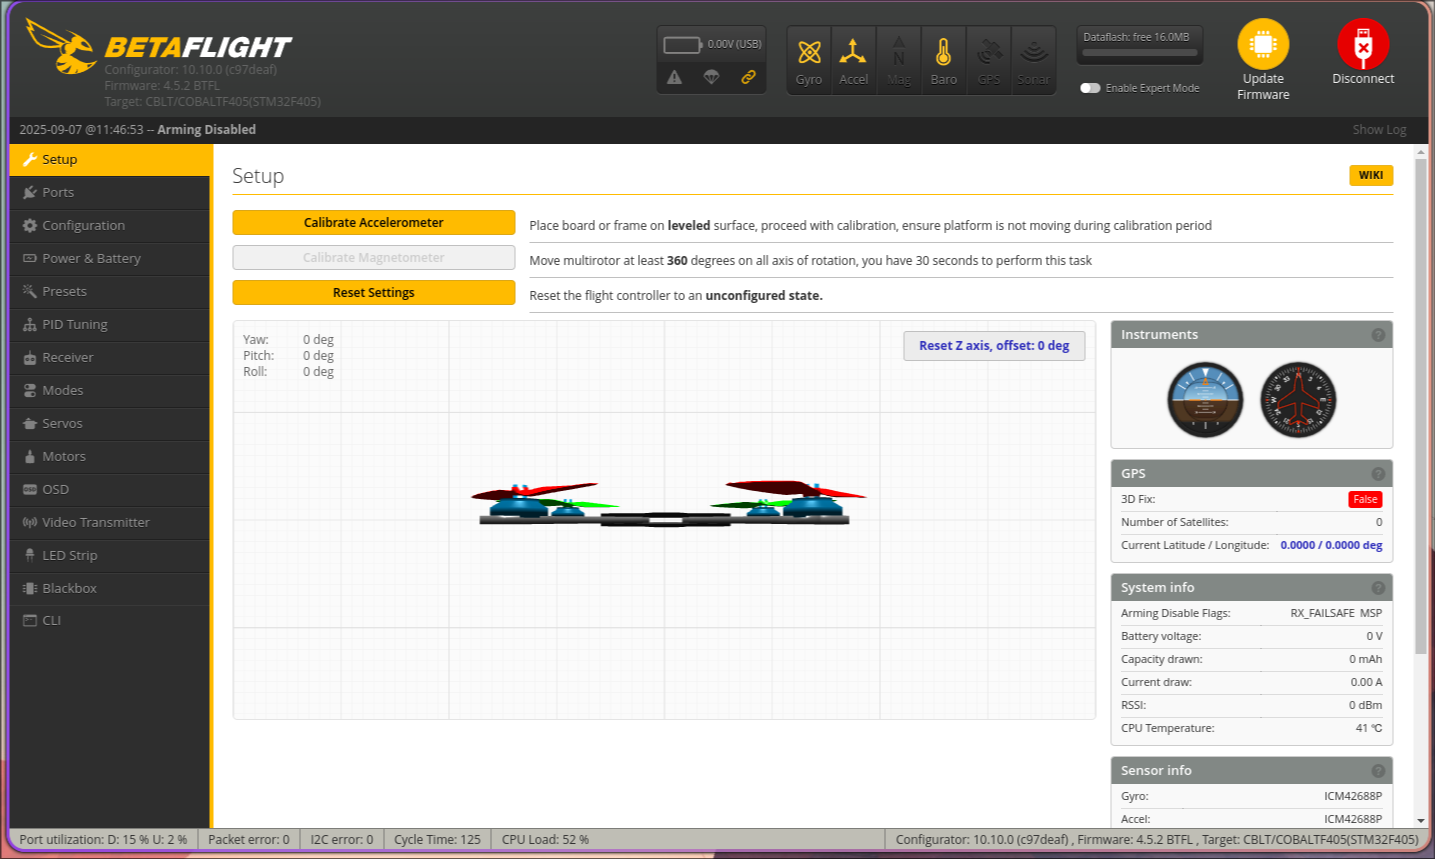 BETAFLIGHT
Configurator: 10.10.0 (c97deaf)
Firmware: 4.5.2 BTFL
Target: CBLT/COBALTF405(STM32F405)
0.00V (USB)
Gyro
Accel
N
Mag
Baro
GPS
Sonar
Dataflash: free 16.0MB
Enable Expert Mode
Update
Firmware
Disconnect
2025-09-07 @11:46:53 -- Arming Disabled
Show Log
Setup
Ports
Configuration
Power & Battery
Presets
PID Tuning
Receiver
Modes
Servos
Motors
OSD
Video Transmitter
LED Strip
Blackbox
CLI
Setup
WIKI
Calibrate Accelerometer
Place board or frame on leveled surface, proceed with calibration, ensure platform is not moving during calibration period
Calibrate Magnetometer
Move multirotor at least 360 degrees on all axis of rotation, you have 30 seconds to perform this task
Reset Settings
Reset the flight controller to an unconfigured state.
Yaw: 0 deg
Pitch: 0 deg
Roll: 0 deg
Reset Z axis, offset: 0 deg
Instruments
GPS
3D Fix: False
Number of Satellites: 0
Current Latitude / Longitude: 0.0000 / 0.0000 deg
System info
Arming Disable Flags: RX_FAILSAFE MSP
Battery voltage: 0 V
Capacity drawn: 0 mAh
Current draw: 0.00 A
RSSI: 0 dBm
CPU Temperature: 41 °C
Sensor info
Gyro: ICM42688P
Accel: ICM42688P
Port utilization: D: 15 % U: 2 %
Packet error: 0
I2C error: 0
Cycle Time: 125
CPU Load: 52 %
Configurator: 10.10.0 (c97deaf) , Firmware: 4.5.2 BTFL , Target: CBLT/COBALTF405(STM32F405)